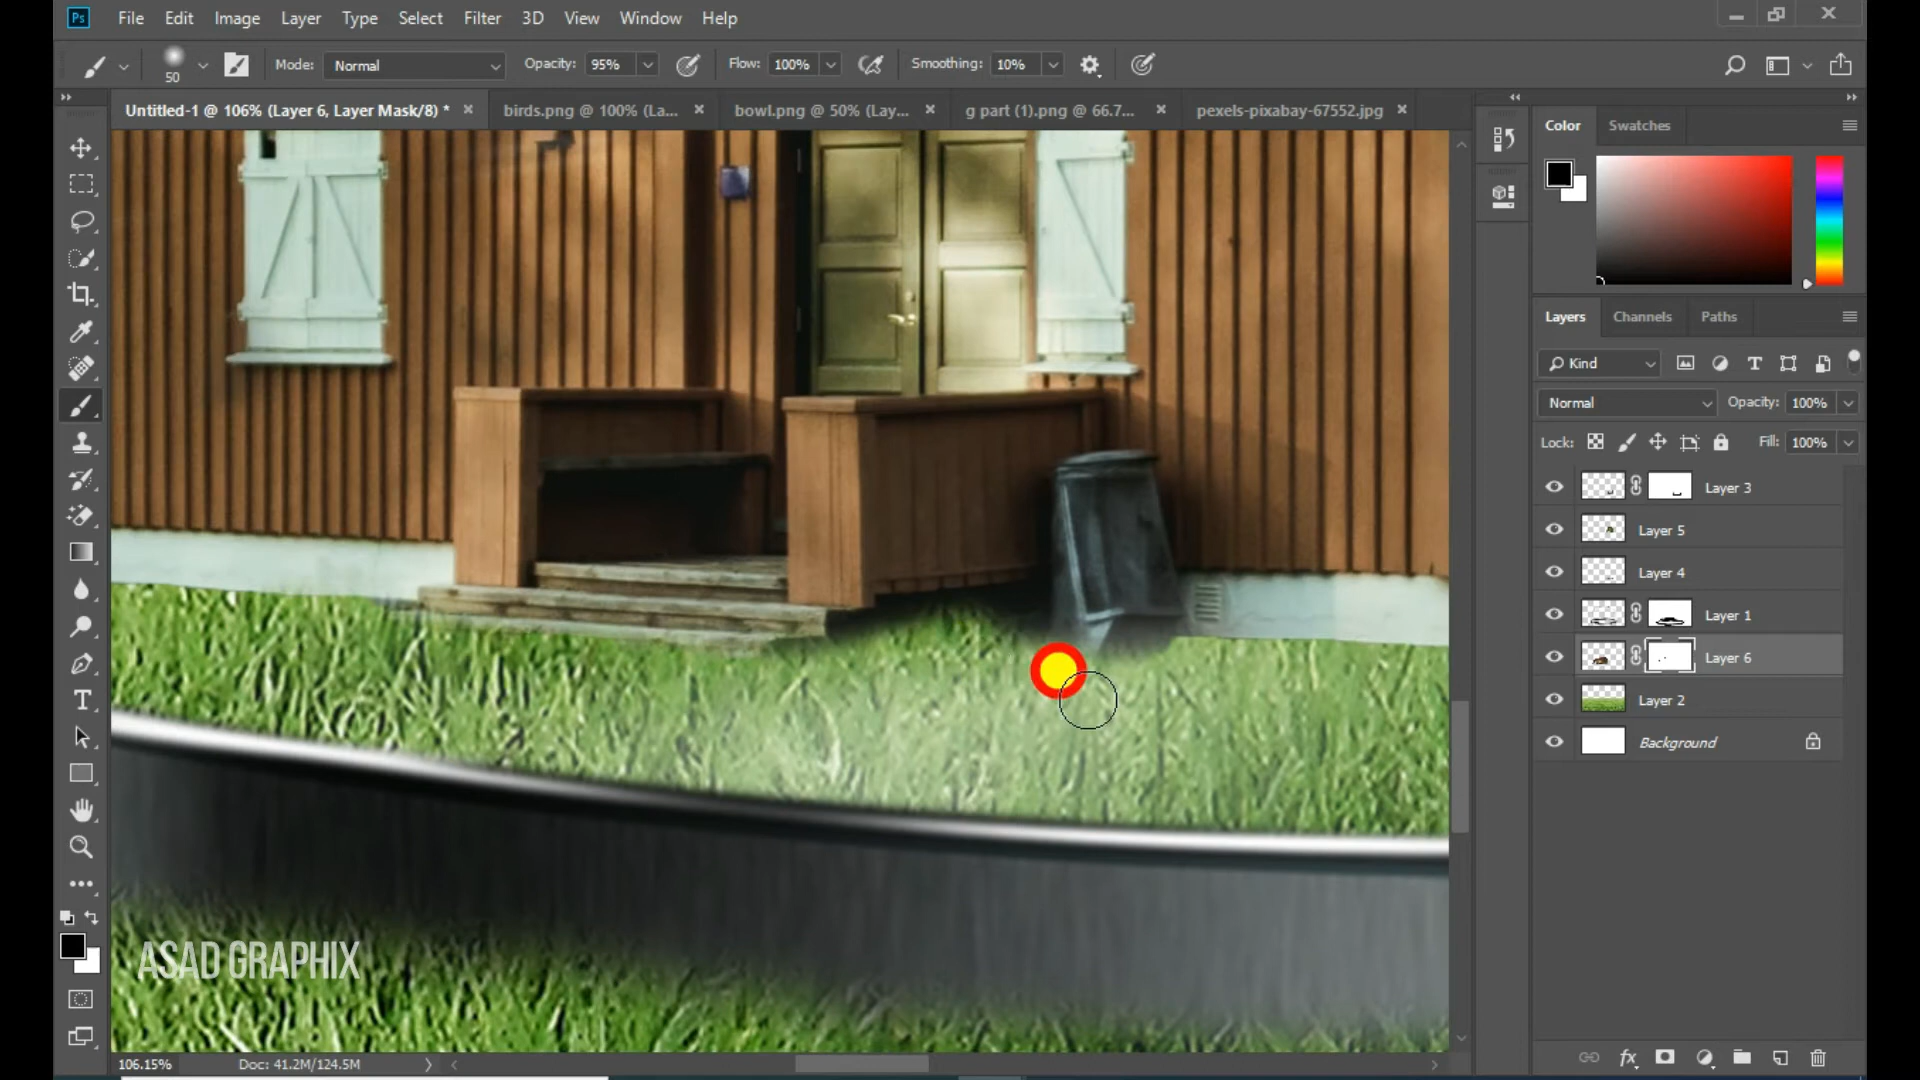 Ps File Edit Image Layer Type Select Filter 3D View Window Help
50 Mode: Normal Opacity: 95% Flow: 100% Smoothing: 10%
Untitled-1 @ 106% (Layer 6, Layer Mask/8) * birds.png @ 100% (La... bowl.png @ 50% (Lay... g part (1).png @ 66.7... pexels-pixabay-67552.jpg
Color Swatches
Layers Channels Paths
Kind
Normal Opacity: 100%
Lock: Fill: 100%
Layer 3
Layer 5
Layer 4
Layer 1
Layer 6
Layer 2
Background
ASAD GRAPHIX
106.15% Doc: 41.2M/124.5M
fx